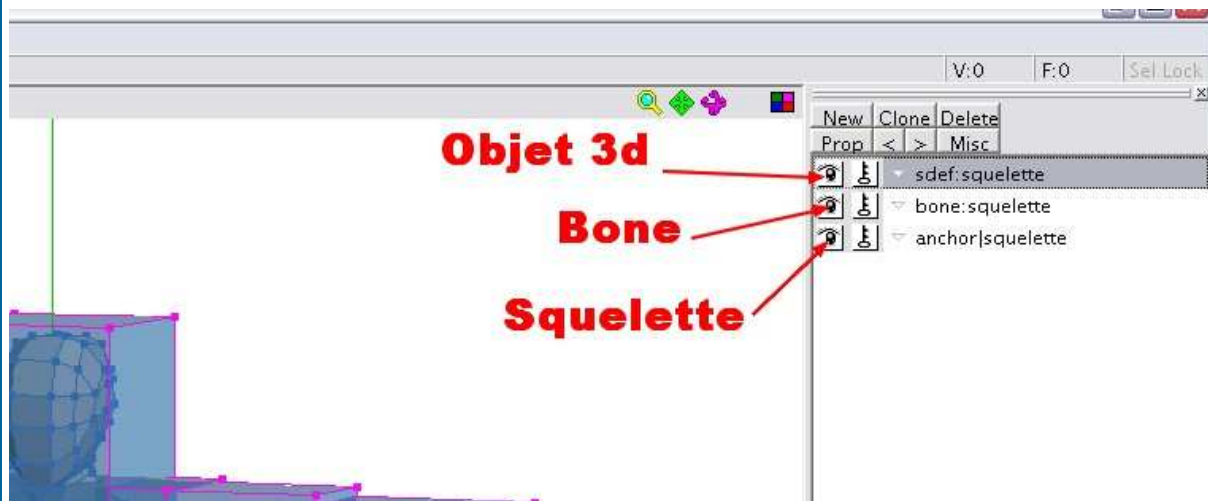 V:0 F:0 Sel Lock
New Clone Delete
Prop < > Misc
Objet 3d
sdef:squelette
Bone
bone:squelette
anchor|squelette
Squelette